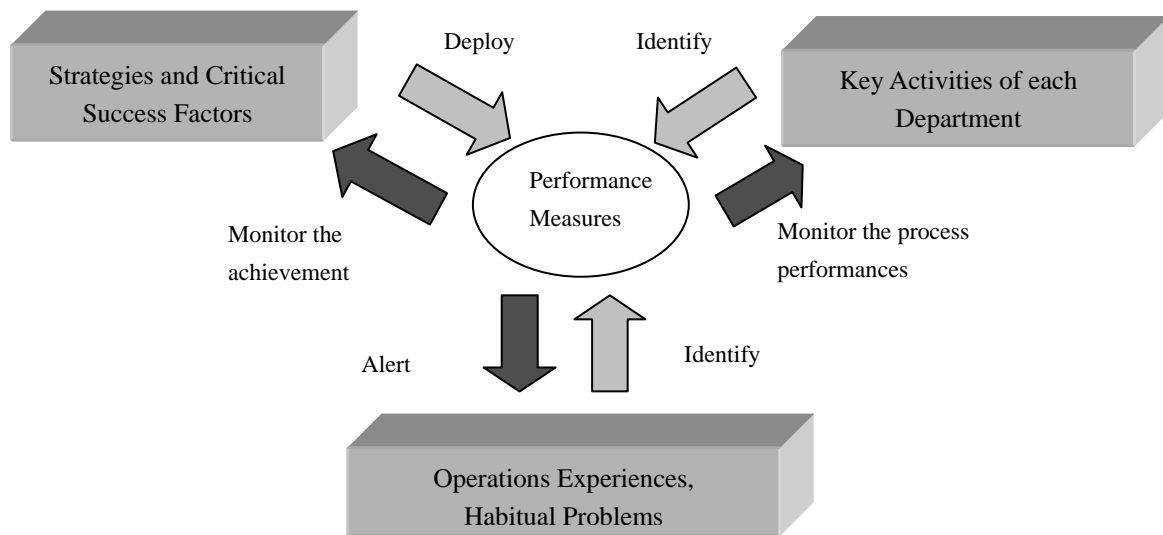 Deploy
Identify
Strategies and Critical
Success Factors
Key Activities of each
Department
Performance
Measures
Monitor the
achievement
Monitor the process
performances
Alert
Identify
Operations Experiences,
Habitual Problems